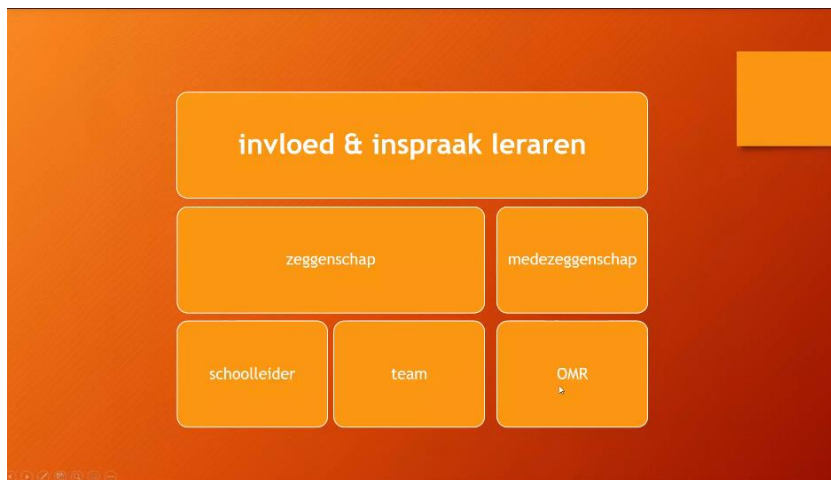 invloed & inspraak leraren
zeggenschap
medezeggenschap
schoolleider
team
OMR